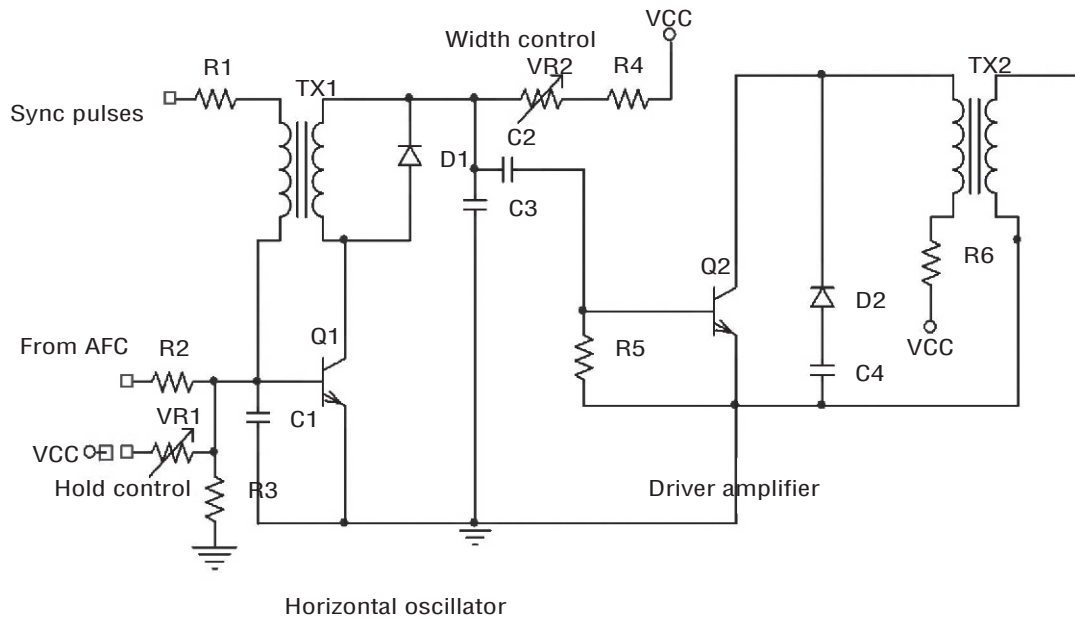 VCC
Width control
VR2
R4
R1
TX1
TX2
Sync pulses
C2
D1
C3
R6
Q2
D2
Q1
From AFC
R2
R5
VCC
C4
VR1
C1
VCC
Hold control
R3
Driver amplifier
Horizontal oscillator